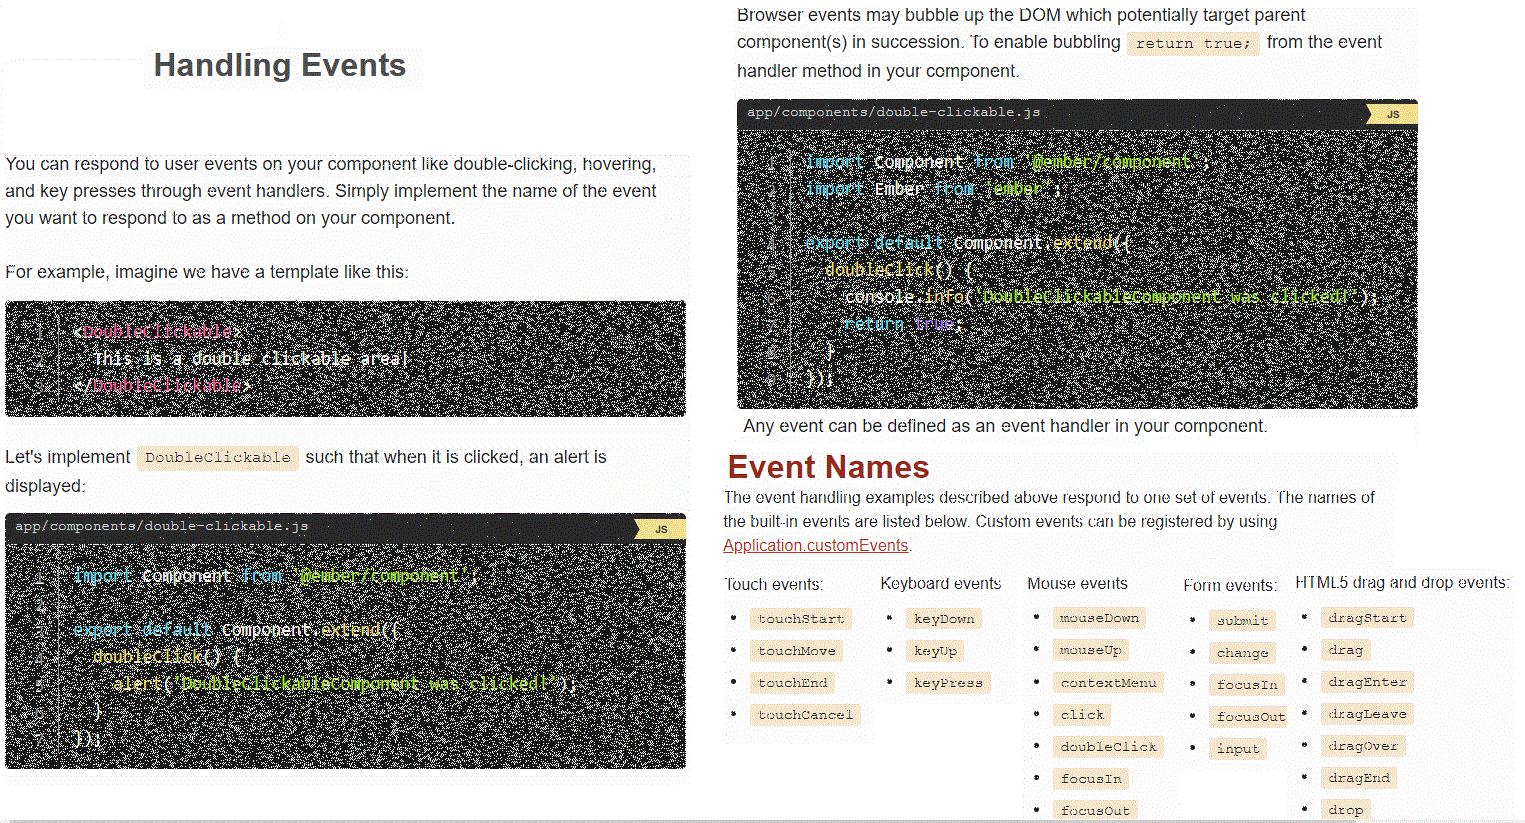 Handling Events
You can respond to user events on your component like double-clicking, hovering,
and key presses through event handlers. Simply implement the name of the event
you want to respond to as a method on your component.
For example, imagine we have a template like this:
<DoubleClickable>
This is a double clickable area!
</DoubleClickable>
Let's implement DoubleClickable such that when it is clicked, an alert is
displayed:
app/components/double-clickable.js
JS
import Component from '@ember/component';
export default Component.extend({
doubleClick() {
alert('DoubleClickableComponent was clicked!');
}
});
Browser events may bubble up the DOM which potentially target parent
component(s) in succession. To enable bubbling return true; from the event
handler method in your component.
app/components/double-clickable.js
JS
import Component from '@ember/component';
import Ember from 'ember';
export default Component.extend({
doubleClick() {
console.info('DoubleClickableComponent was clicked!');
return true;
}
});
Any event can be defined as an event handler in your component.
Event Names
The event handling examples described above respond to one set of events. The names of
the built-in events are listed below. Custom events can be registered by using
Application.customEvents.
Touch events:
• touchStart
• touchMove
• touchEnd
• touchCancel
Keyboard events
• keyDown
• keyUp
• keyPress
Mouse events
• mouseDown
• mouseUp
• contextMenu
• click
• doubleClick
• focusIn
• focusOut
Form events:
• submit
• change
• focusIn
• focusOut
• input
HTML5 drag and drop events:
• dragStart
• drag
• dragEnter
• dragLeave
• dragOver
• dragEnd
• drop